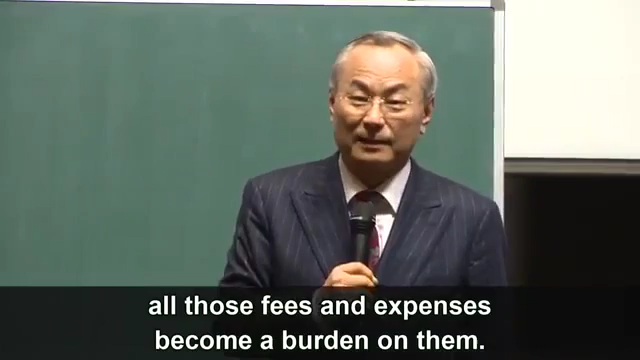 all those fees and expenses
become a burden on them.